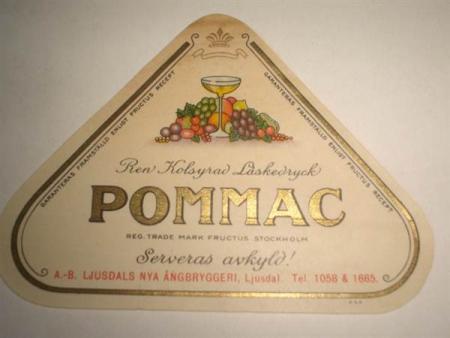 GARANTERAS FRAMSTÄLLD ENLIGT FRUCTUS RECEPT
GARANTERAS FRAMSTÄLLD ENLIGT FRUCTUS RECEPT
Ren Kolsyrad Läskedryck
POMMAC
REG. TRADE MARK FRUCTUS STOCKHOLM
Serveras avkyld!
A.-B. LJUSDALS NYA ÅNGBRYGGERI, Ljusdal. Tel. 1058 & 1665.